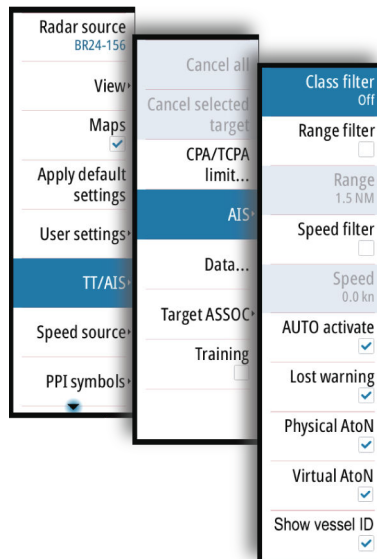 Radar source
BR24-156
View
Maps
Apply default
settings
User settings
TT/AIS
Speed source
PPI symbols
Cancel all
Cancel selected
target
CPA/TCPA
limit...
AIS
Data...
Target ASSOC
Training
Class filter
Off
Range filter
Range
1.5 NM
Speed filter
Speed
0.0 kn
AUTO activate
Lost warning
Physical AtoN
Virtual AtoN
Show vessel ID